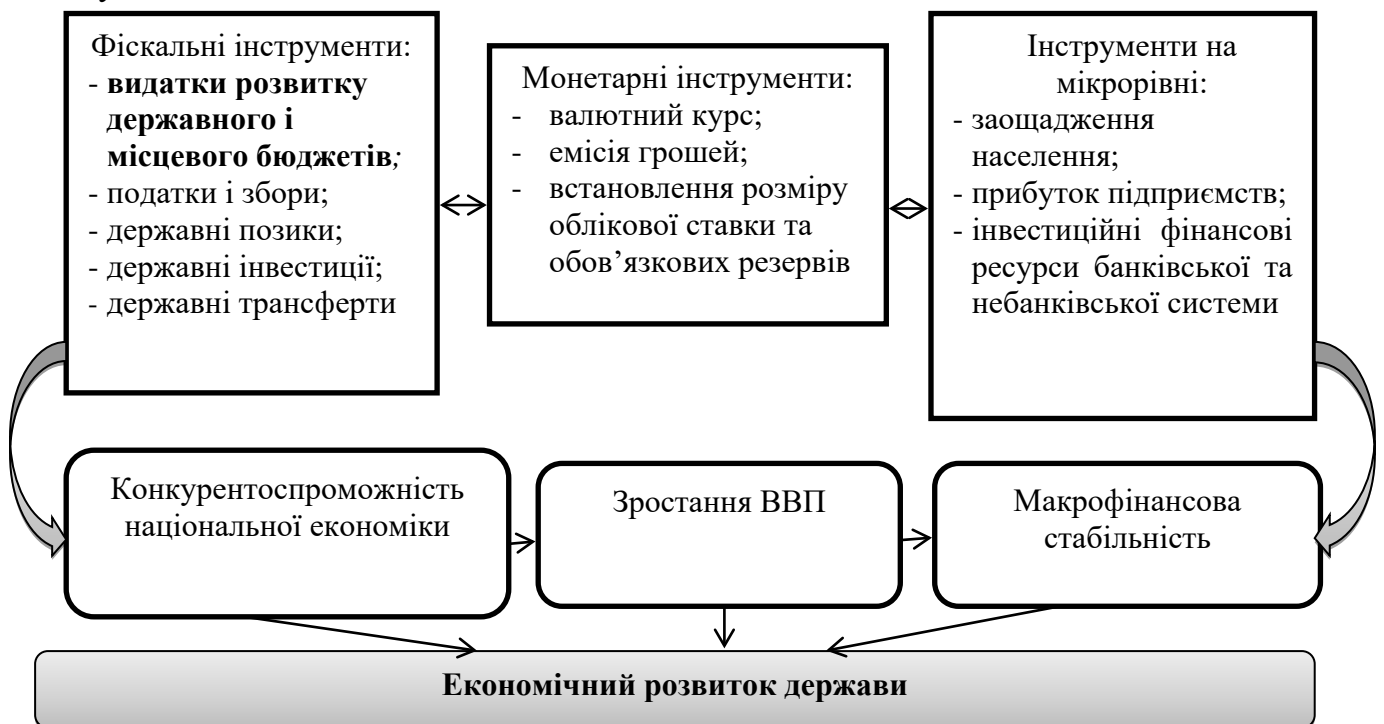 Фіскальні інструменти:
- видатки розвитку
державного і
місцевого бюджетів;
- податки і збори;
- державні позики;
- державні інвестиції;
- державні трансферти
Монетарні інструменти:
- валютний курс;
- емісія грошей;
- встановлення розміру
облікової ставки та
обов’язкових резервів
Інструменти на
мікрорівні:
- заощадження
населення;
- прибуток підприємств;
- інвестиційні фінансові
ресурси банківської та
небанківської системи
Конкурентоспроможність
національної економіки
Зростання ВВП
Макрофінансова
стабільність
Економічний розвиток держави